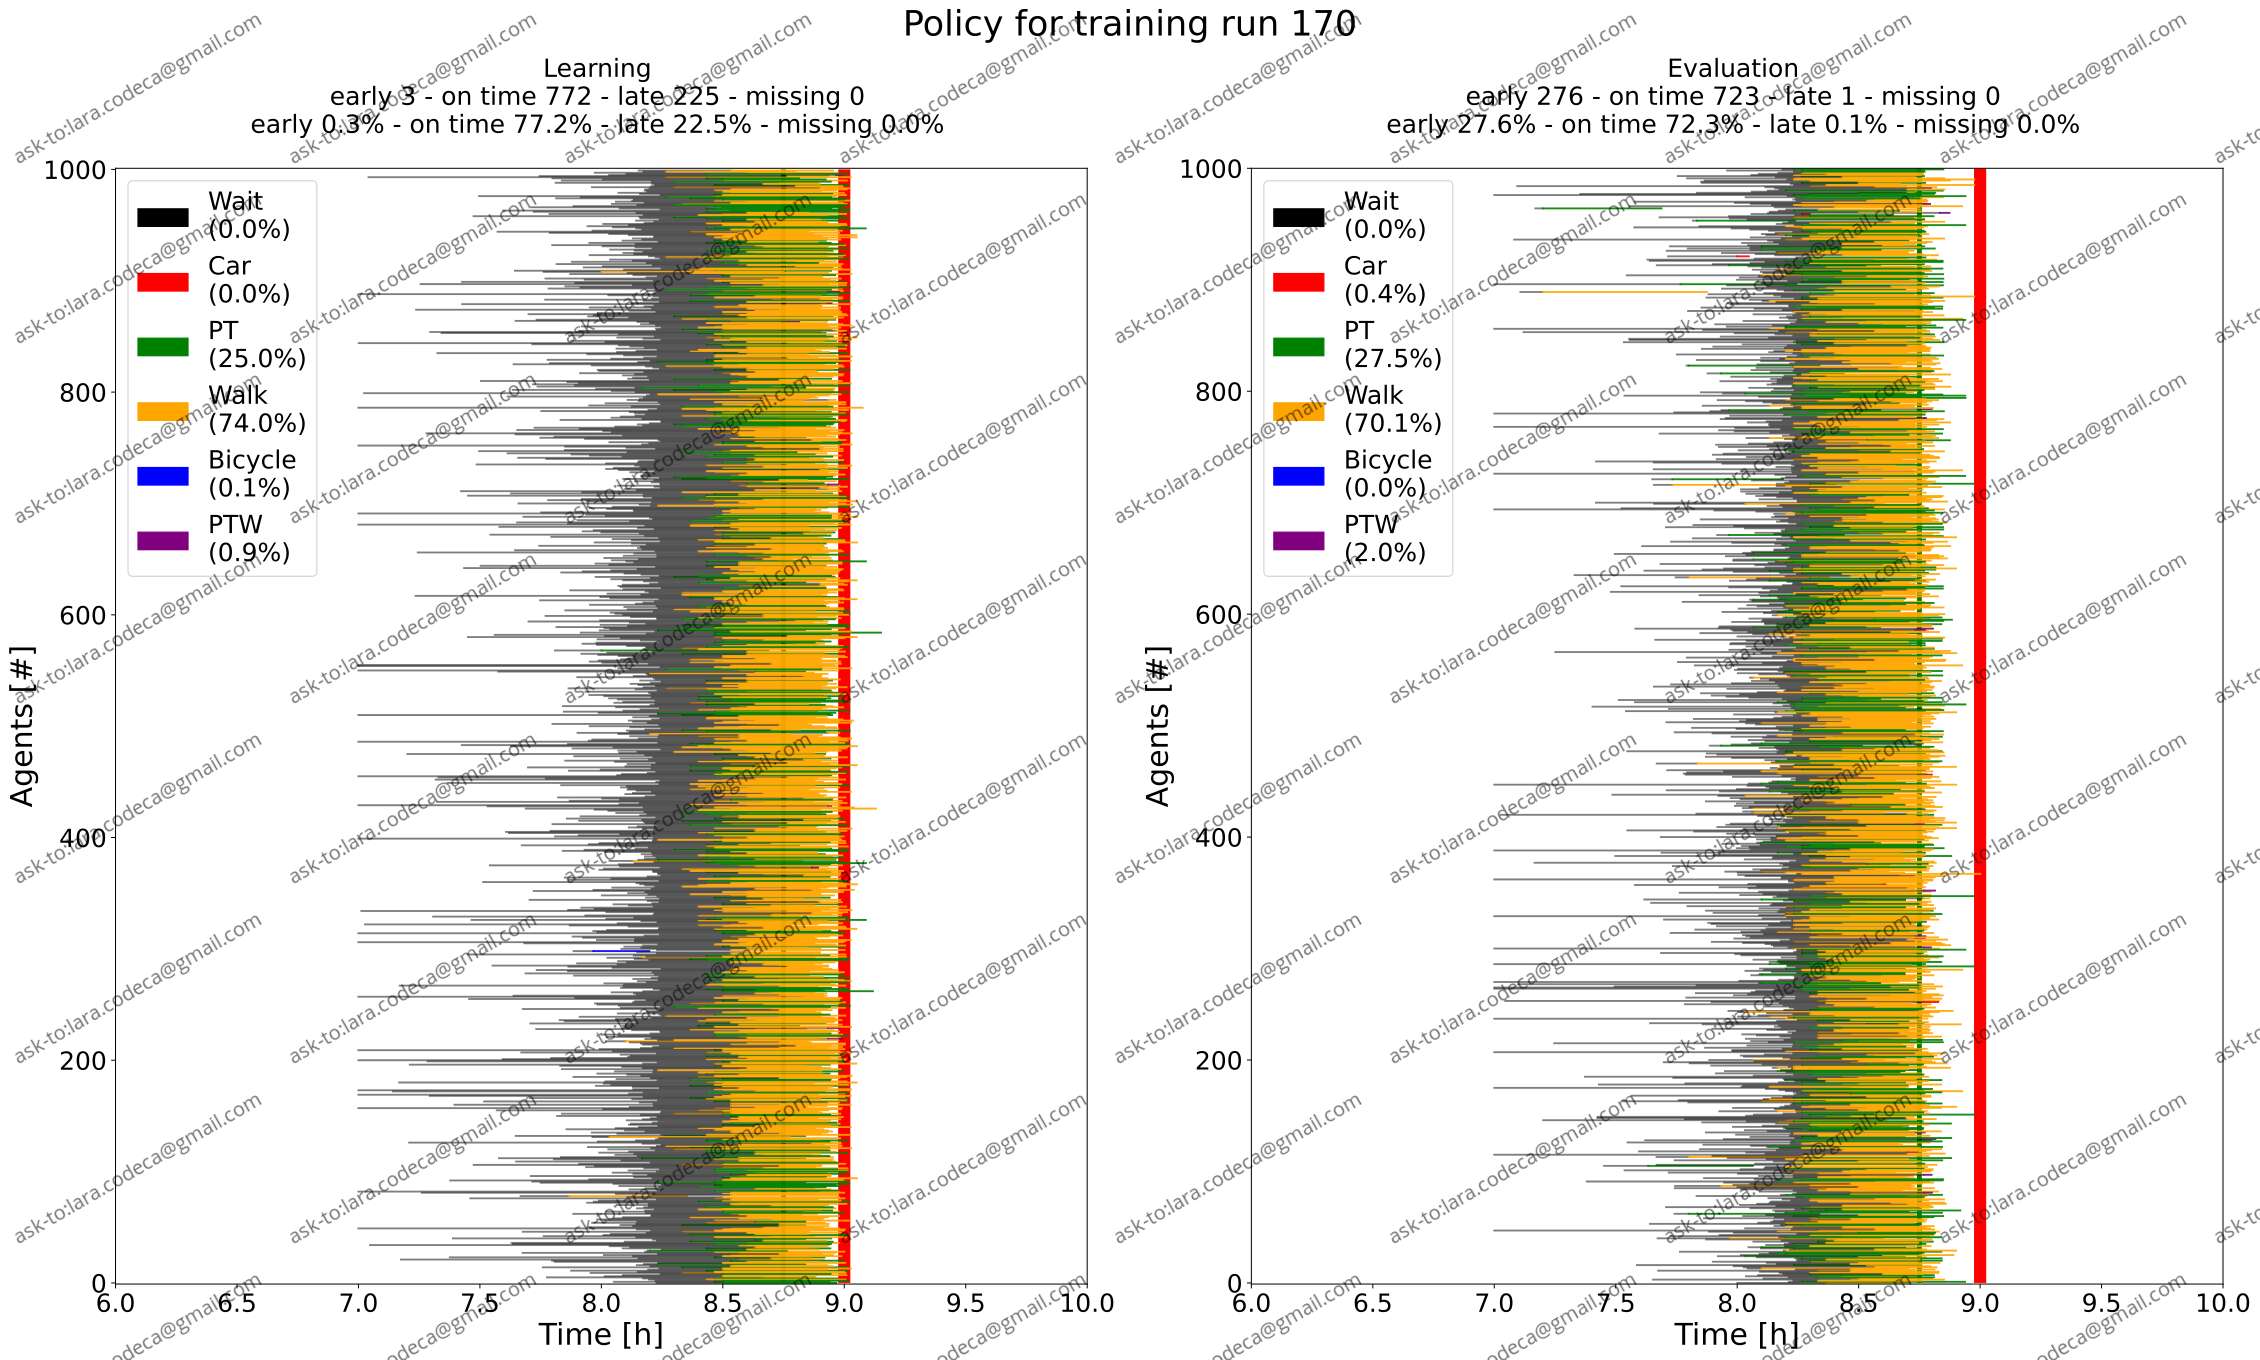 Policy for training run 170
Learning
early 3 - on time 772 - late 225 - missing 0
early 0.3% - on time 77.2% - late 22.5% - missing 0.0%
Evaluation
early 276 - on time 723 - late 1 - missing 0
early 27.6% - on time 72.3% - late 0.1% - missing 0.0%
Wait
(0.0%)
Car
(0.0%)
PT
(25.0%)
Walk
(74.0%)
Bicycle
(0.1%)
PTW
(0.9%)
Agents [#]
1000
800
600
400
200
0
6.0 6.5 7.0 7.5 8.0 8.5 9.0 9.5 10.0
Time [h]
Wait
(0.0%)
Car
(0.4%)
PT
(27.5%)
Walk
(70.1%)
Bicycle
(0.0%)
PTW
(2.0%)
Agents [#]
1000
800
600
400
200
0
6.0 6.5 7.0 7.5 8.0 8.5 9.0 9.5 10.0
Time [h]
ask-to:lara.codeca@gmail.com